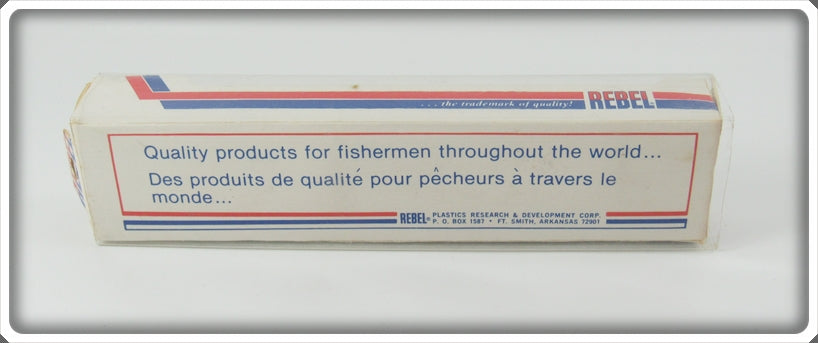 ...the trademark of quality! REBEL
Quality products for fishermen throughout the world...
Des produits de qualité pour pêcheurs à travers le
monde...
REBEL® PLASTICS RESEARCH & DEVELOPMENT CORP.
P. O. BOX 1587 • FT. SMITH, ARKANSAS 72901